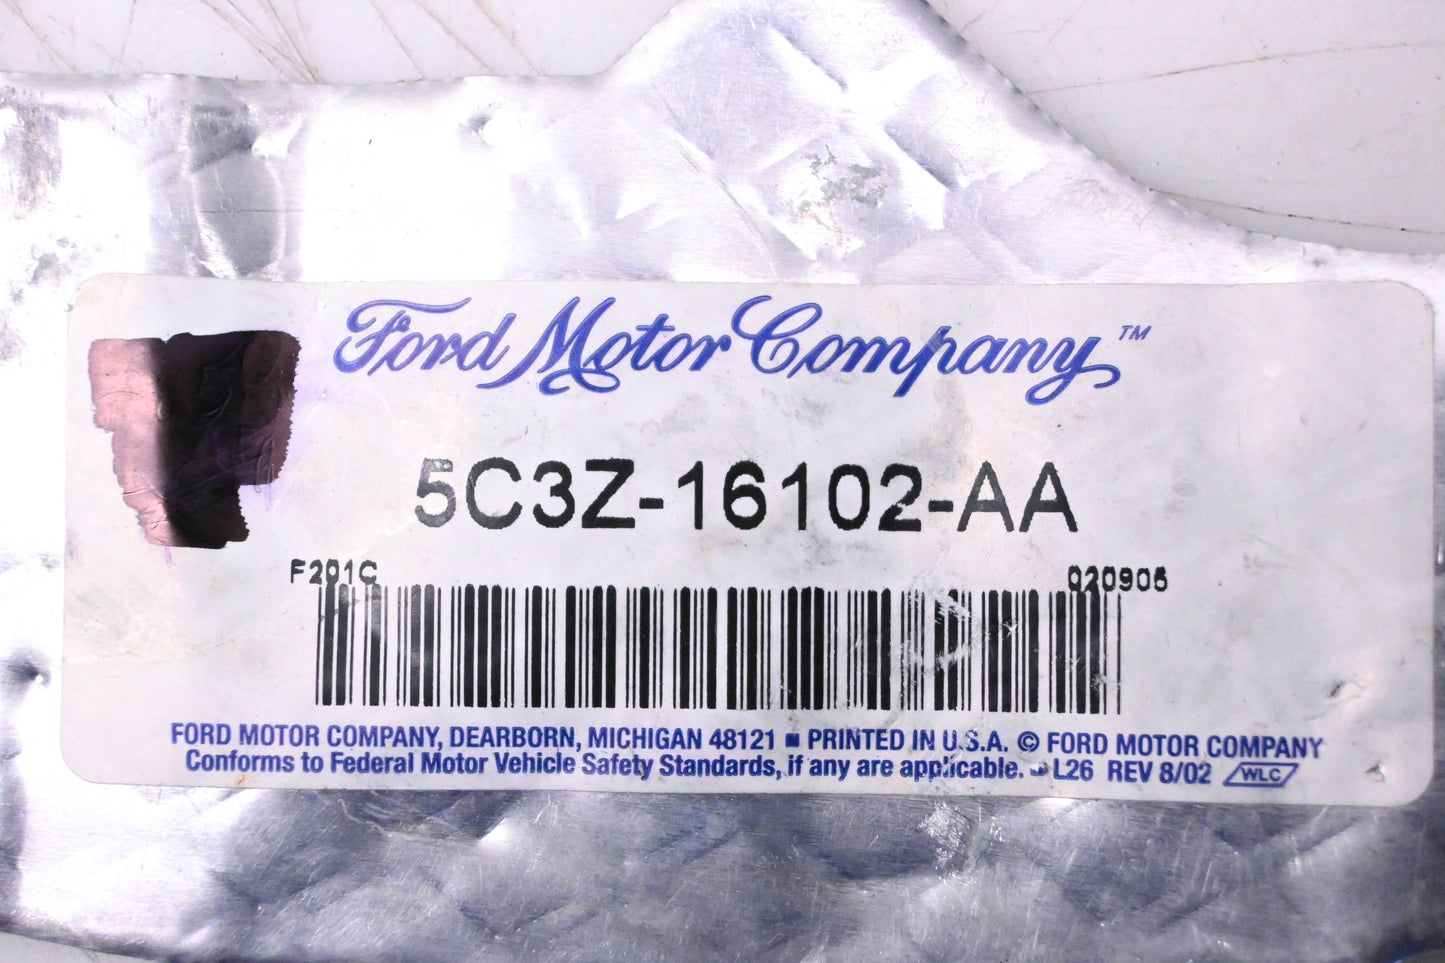 Ford Motor Company™
5C3Z-16102-AA
F201C 020905
FORD MOTOR COMPANY, DEARBORN, MICHIGAN 48121 ■ PRINTED IN U.S.A. © FORD MOTOR COMPANY
Conforms to Federal Motor Vehicle Safety Standards, if any are applicable. L26 REV 8/02 WLC